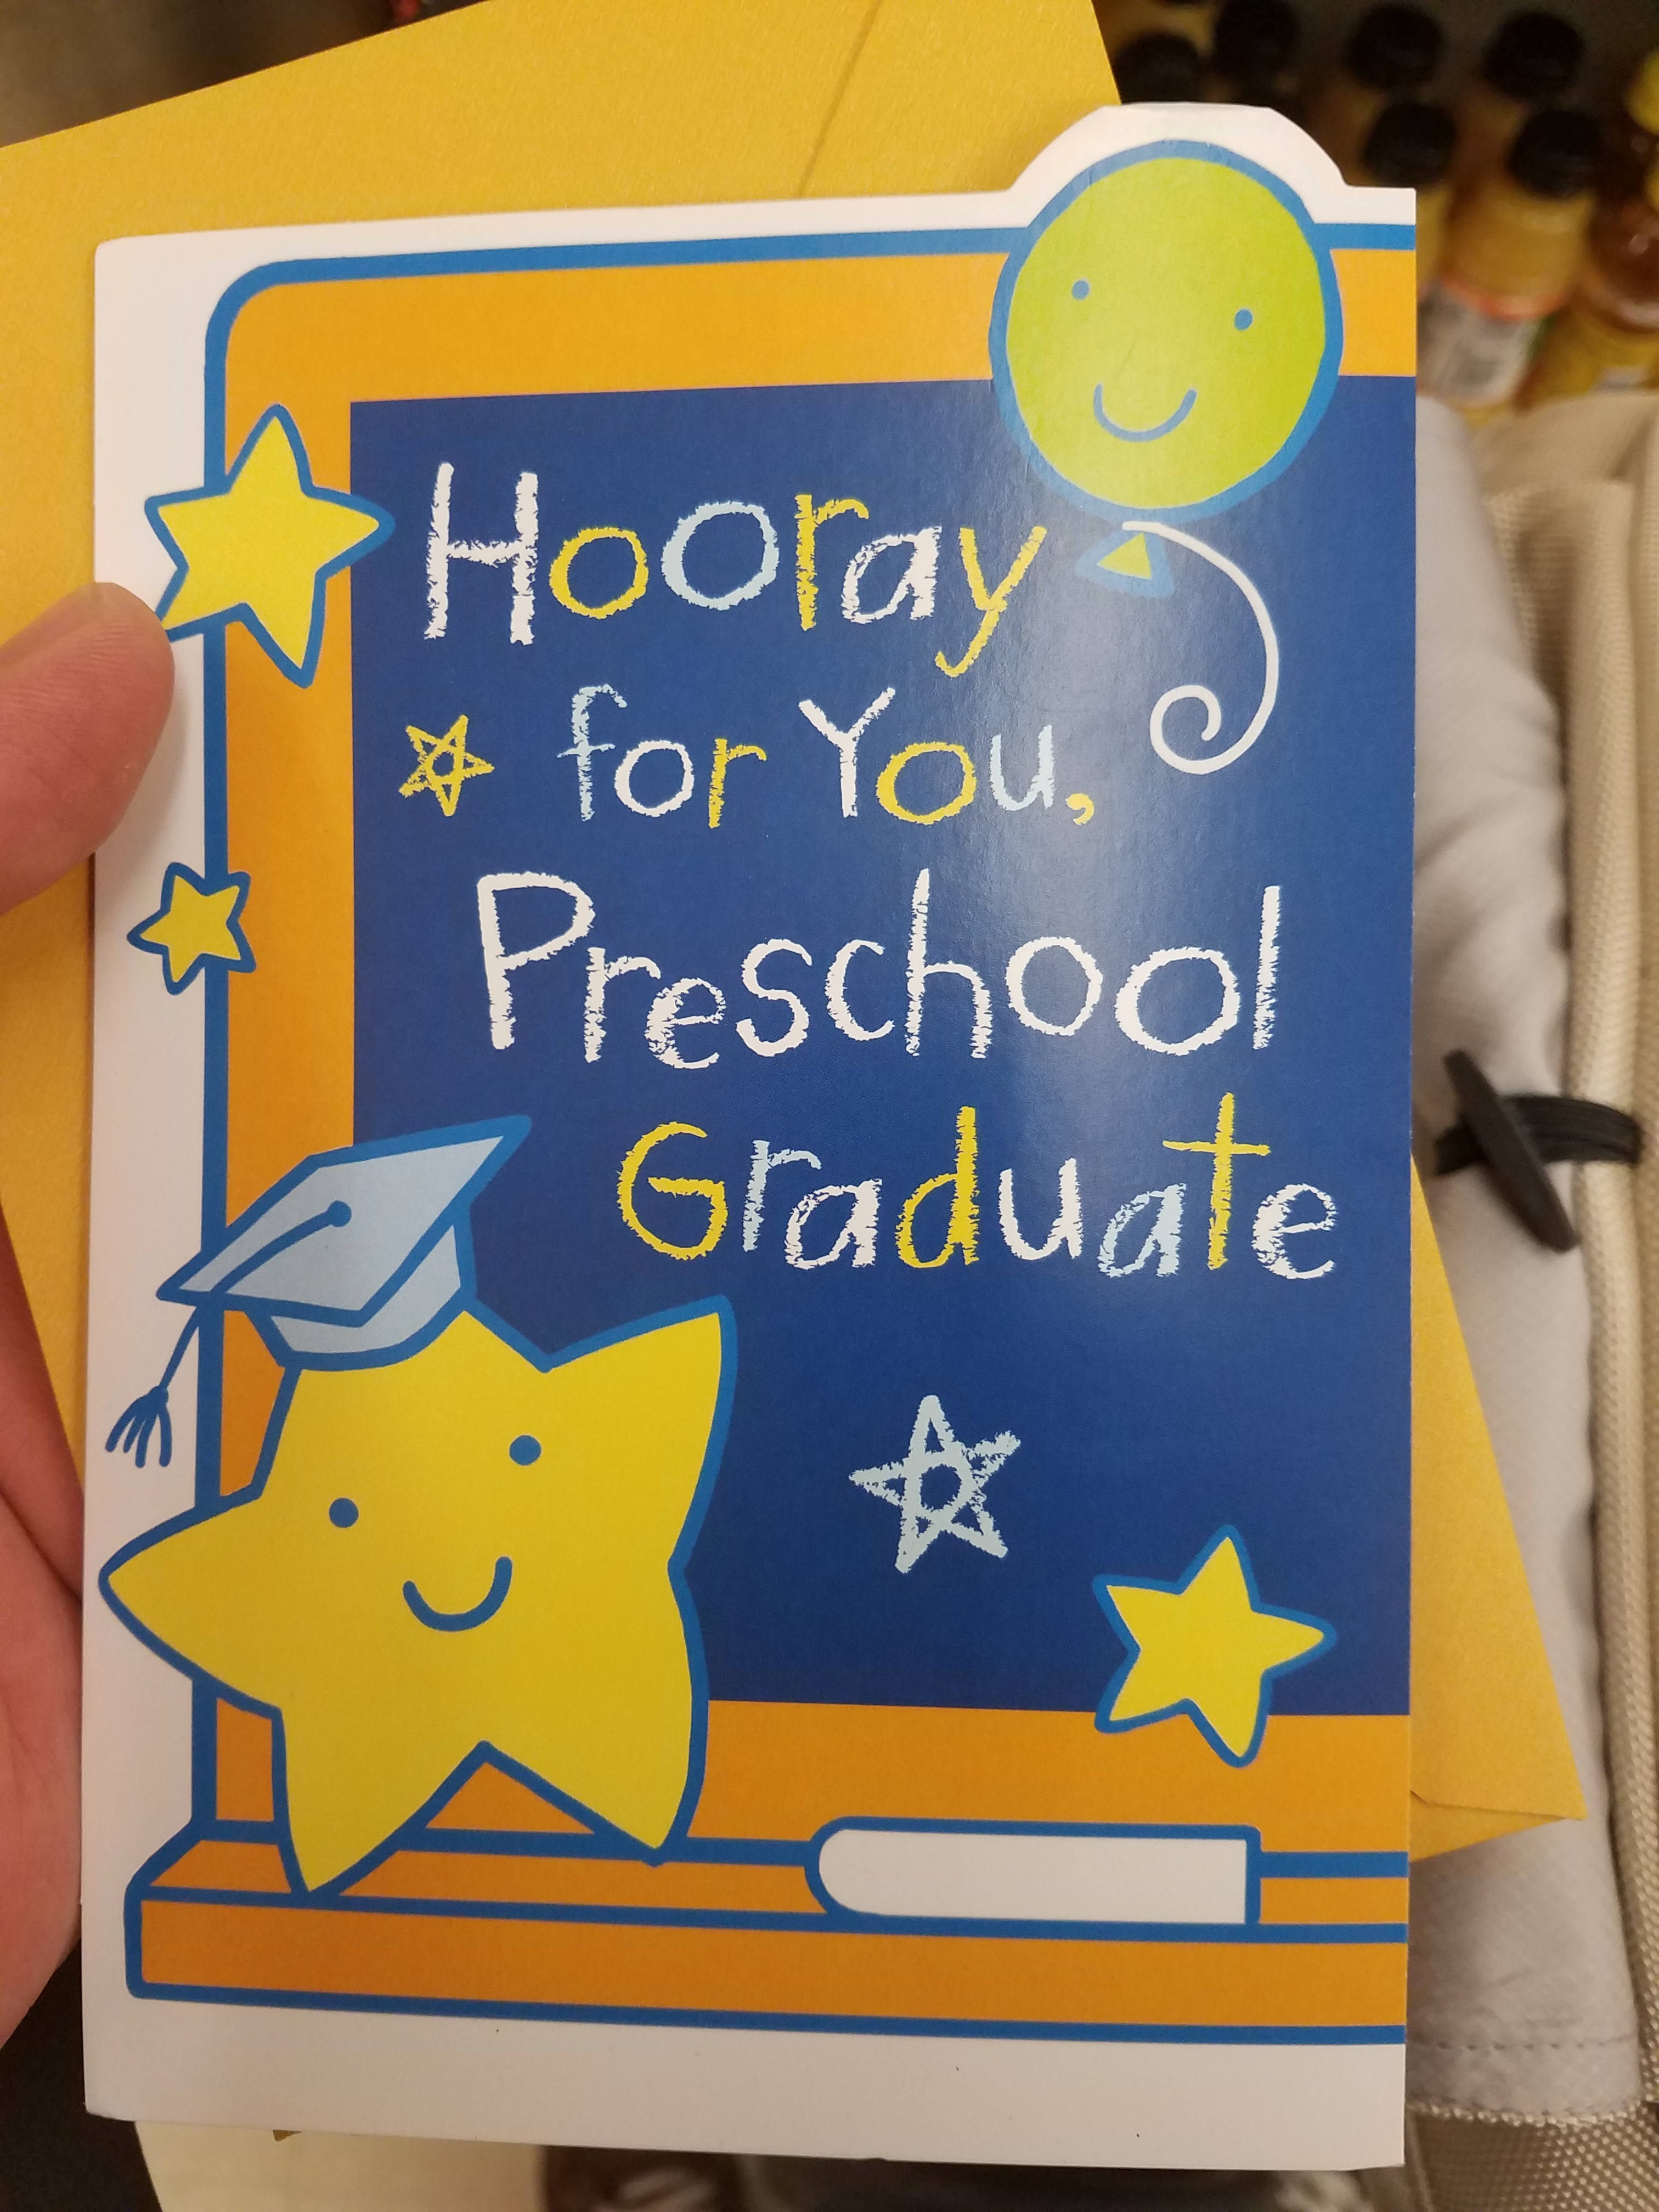 Hooray
for You,
Preschool
Graduate